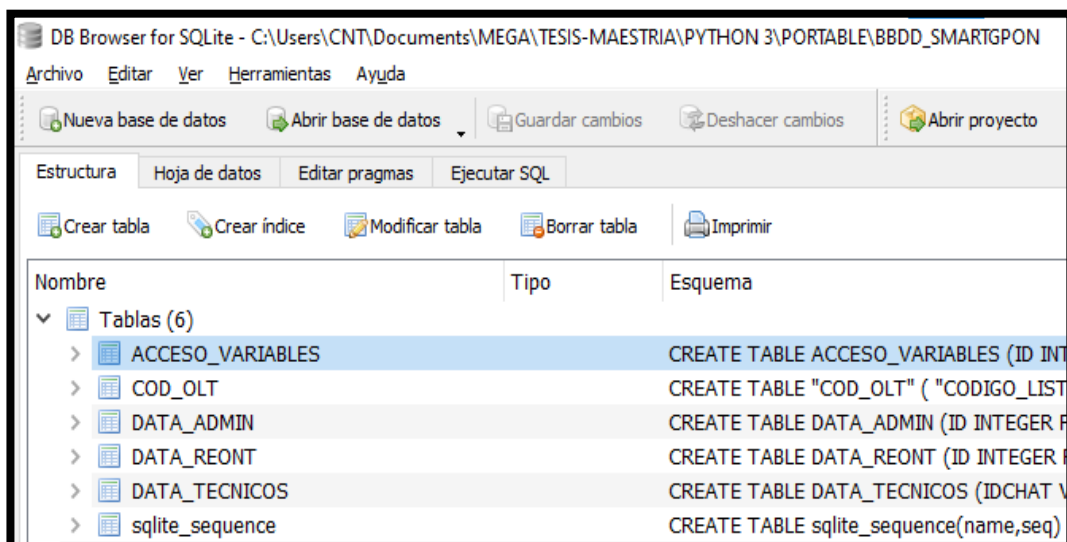 DB Browser for SQLite - C:\Users\CNT\Documents\MEGA\TESIS-MAESTRIA\PYTHON 3\PORTABLE\BBDD_SMARTGPON
Archivo Editar Ver Herramientas Ayuda
Nueva base de datos Abrir base de datos Guardar cambios Deshacer cambios Abrir proyecto
Estructura Hoja de datos Editar pragmas Ejecutar SQL
Crear tabla Crear índice Modificar tabla Borrar tabla Imprimir
Nombre Tipo Esquema
Tablas (6)
ACCESO_VARIABLES CREATE TABLE ACCESO_VARIABLES (ID INT
COD_OLT CREATE TABLE "COD_OLT" ( "CODIGO_LIST
DATA_ADMIN CREATE TABLE DATA_ADMIN (ID INTEGER
DATA_REONT CREATE TABLE DATA_REONT (ID INTEGER
DATA_TECNICOS CREATE TABLE DATA_TECNICOS (IDCHAT
sqlite_sequence CREATE TABLE sqlite_sequence(name,seq)